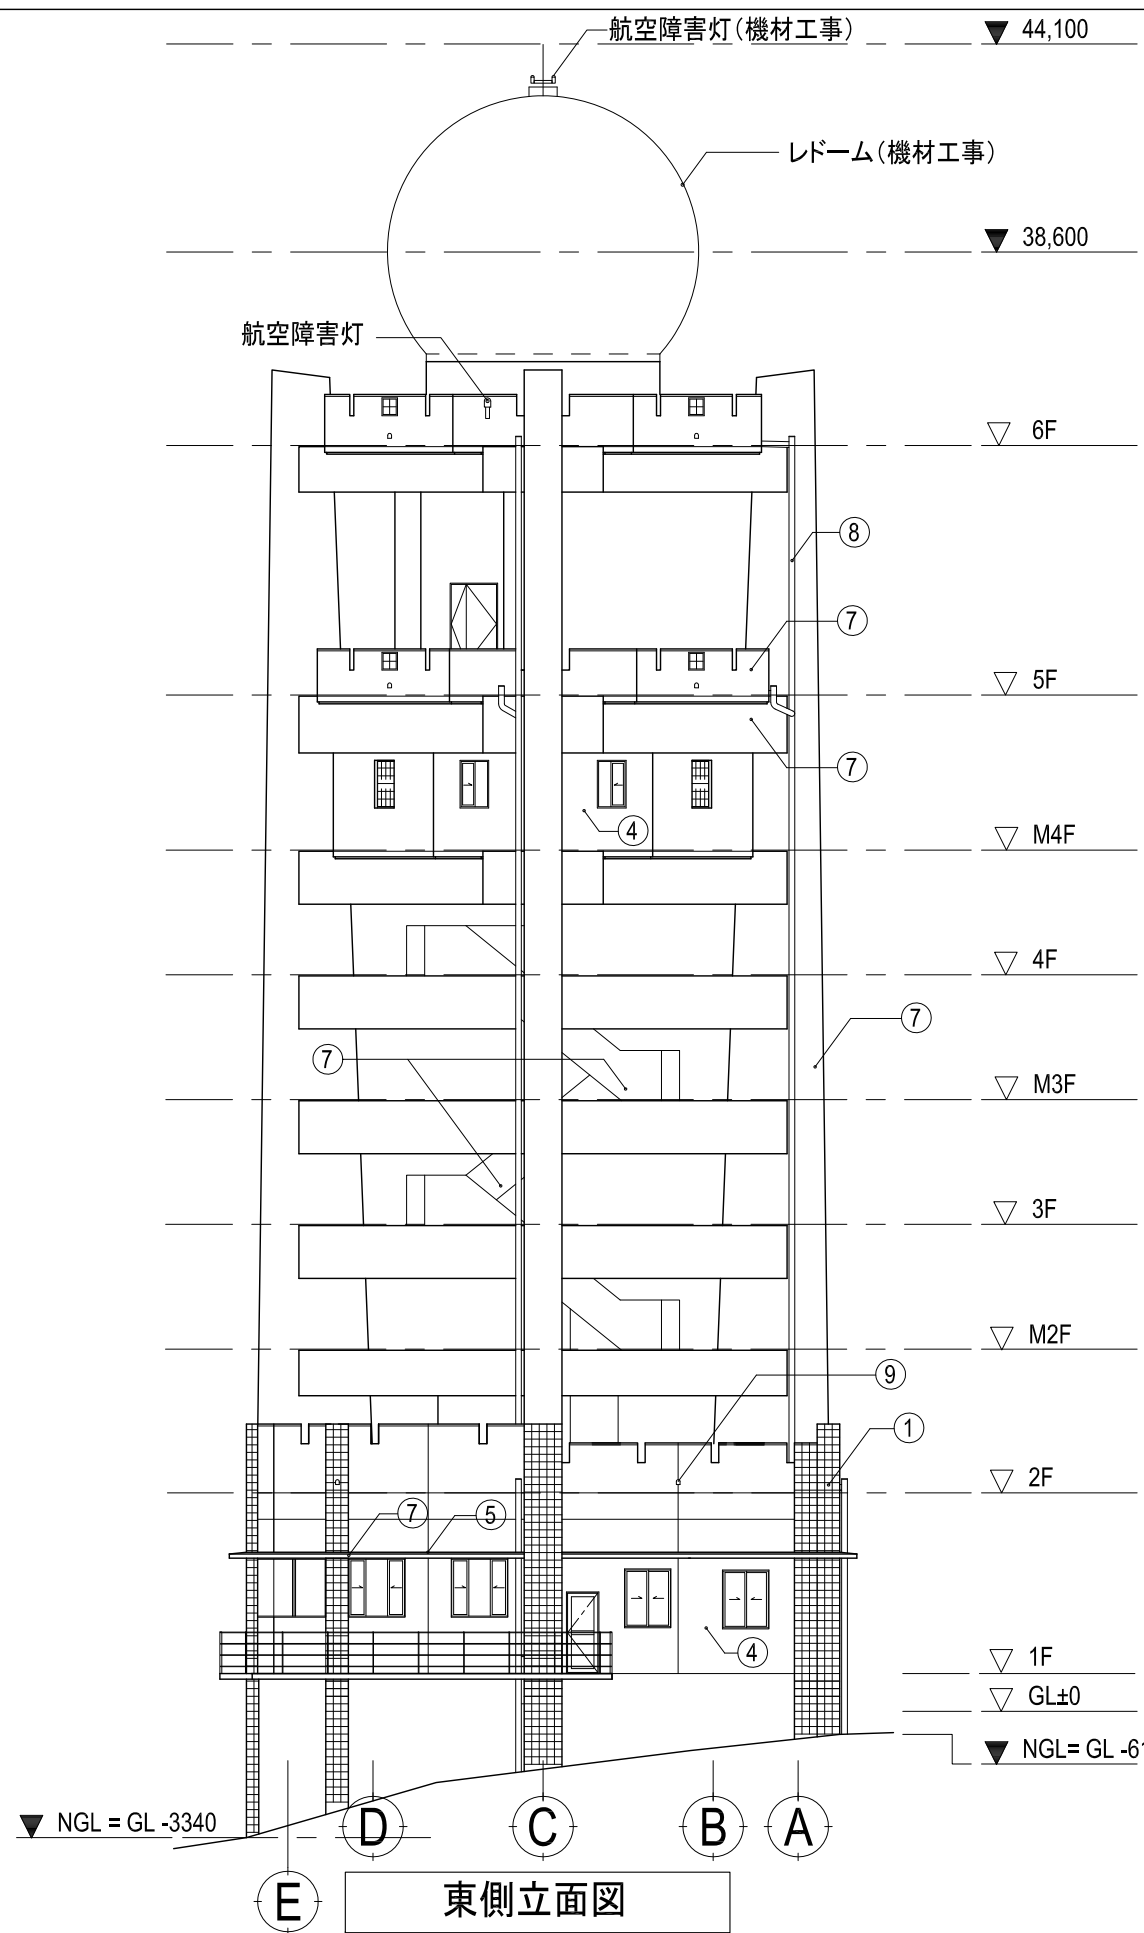 航空障害灯(機材工事)
▼ 44,100
レドーム(機材工事)
▼ 38,600
航空障害灯
▽ 6F
⑧
⑦
▽ 5F
⑦
④
▽ M4F
▽ 4F
⑦
⑦
▽ M3F
▽ 3F
▽ M2F
⑨
①
▽ 2F
⑦
⑤
④
▽ 1F
▽ GL±0
▼ NGL= GL -61
▼ NGL = GL -3340
D
C
B
A
E
東側立面図